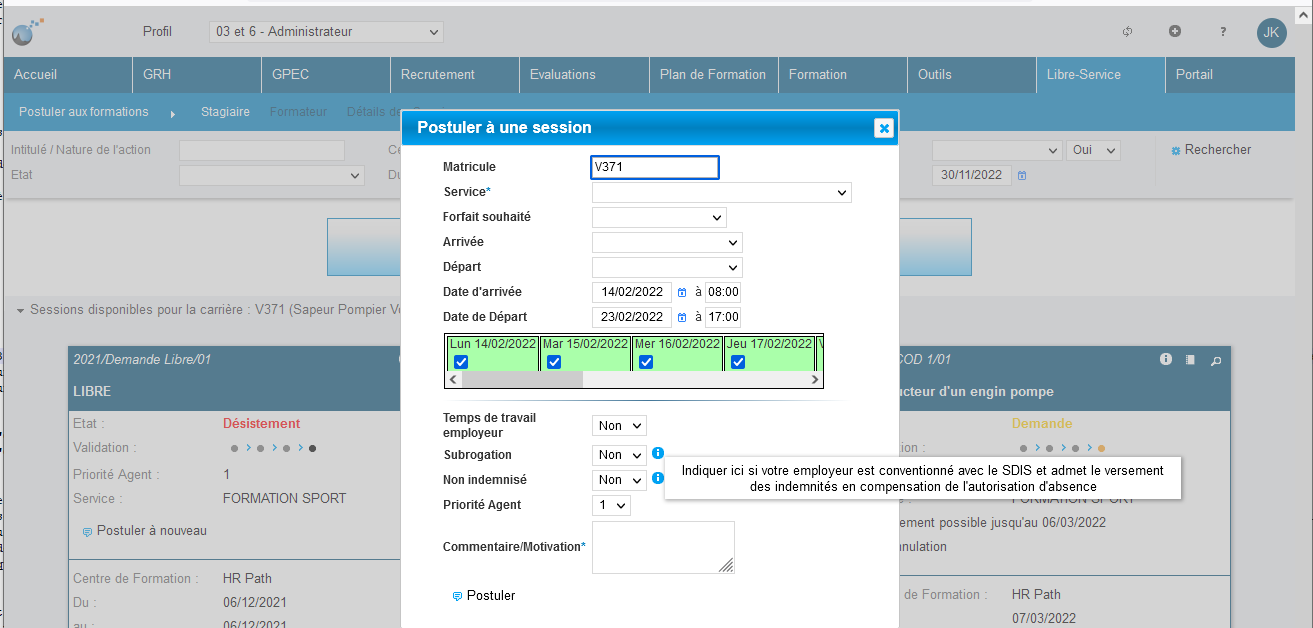 Profil 03 et 6 - Administrateur ? JK
Accueil GRH GPEC Recrutement Evaluations Plan de Formation Formation Outils Libre-Service Portail
Postuler aux formations Stagiaire Formateur Détails de
Postuler à une session
Intitulé / Nature de l'action Oui Rechercher
Etat 30/11/2022
Matricule V371
Service*
Forfait souhaité
Arrivée
Départ
Date d'arrivée 14/02/2022 à 08:00
Date de Départ 23/02/2022 à 17:00
Lun 14/02/2022 Mar 15/02/2022 Mer 16/02/2022 Jeu 17/02/2022
Temps de travail
employeur Non
Subrogation Non
Non indemnisé Non
Indiquer ici si votre employeur est conventionné avec le SDIS et admet le versement
des indemnités en compensation de l'autorisation d'absence
Priorité Agent 1
Commentaire/Motivation*
Postuler
Sessions disponibles pour la carrière : V371 (Sapeur Pompier
2021/Demande Libre/01
LIBRE
Etat : Désistement
Validation :
Priorité Agent : 1
Service : FORMATION SPORT
Postuler à nouveau
Centre de Formation : HR Path
Du : 06/12/2021
au : 06/12/2021
COD 1/01
ucteur d'un engin pompe
Demande
ion :
FORMATION SPORT
ement possible jusqu'au 06/03/2022
nnulation
de Formation : HR Path
07/03/2022